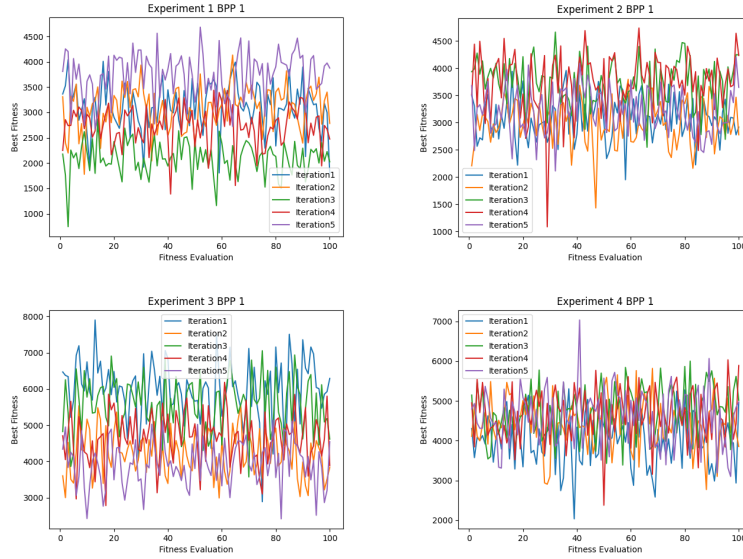 Experiment 1 BPP 1
Best Fitness
4500
4000
3500
3000
2500
2000
1500
1000
0
20
40
60
80
100
Fitness Evaluation
Iteration1
Iteration2
Iteration3
Iteration4
Iteration5
Experiment 2 BPP 1
Best Fitness
4500
4000
3500
3000
2500
2000
1500
1000
0
20
40
60
80
100
Fitness Evaluation
Iteration1
Iteration2
Iteration3
Iteration4
Iteration5
Experiment 3 BPP 1
Best Fitness
8000
7000
6000
5000
4000
3000
0
20
40
60
80
100
Fitness Evaluation
Iteration1
Iteration2
Iteration3
Iteration4
Iteration5
Experiment 4 BPP 1
Best Fitness
7000
6000
5000
4000
3000
2000
0
20
40
60
80
100
Fitness Evaluation
Iteration1
Iteration2
Iteration3
Iteration4
Iteration5